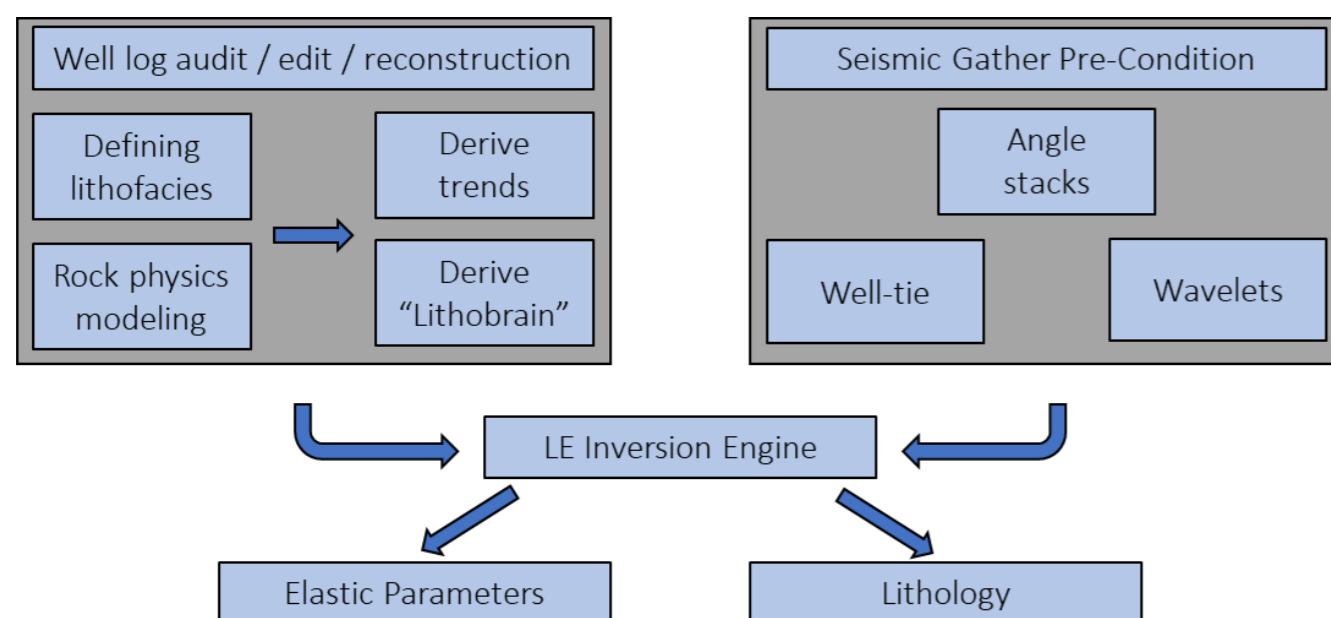 Well log audit / edit / reconstruction
Defining
lithofacies
Derive
trends
Rock physics
modeling
Derive
“Lithobrain”
Seismic Gather Pre-Condition
Angle
stacks
Well-tie
Wavelets
LE Inversion Engine
Elastic Parameters
Lithology